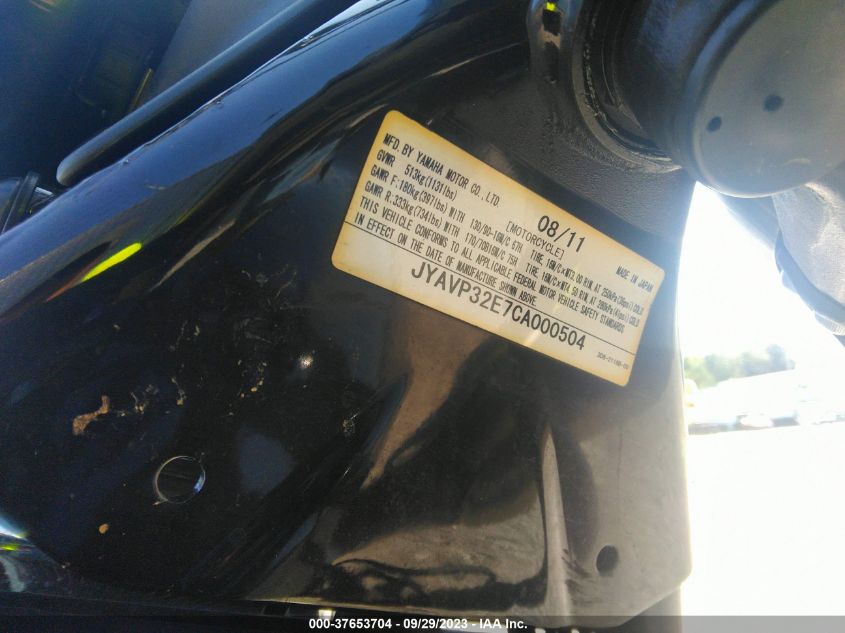 MFD. BY YAMAHA MOTOR CO., LTD. 08/11 MADE IN JAPAN
GVWR 513kg(1131lbs) [MOTORCYCLE]
GAWR F:180kg(397lbs) WITH 130/90-16M/C 67H TIRE, 16M/C×MT3.00 RIM, AT 250kPa(36psi) COLD
GAWR R:333kg(734lbs) WITH 170/70B16M/C 75H TIRE, 16M/C×MT4.50 RIM, AT 280kPa(41psi) COLD
THIS VEHICLE CONFORMS TO ALL APPLICABLE FEDERAL MOTOR VEHICLE SAFETY STANDARDS
IN EFFECT ON THE DATE OF MANUFACTURE SHOWN ABOVE.
JYAVP32E7CA000504
000-37653704 - 09/29/2023 - IAA Inc.